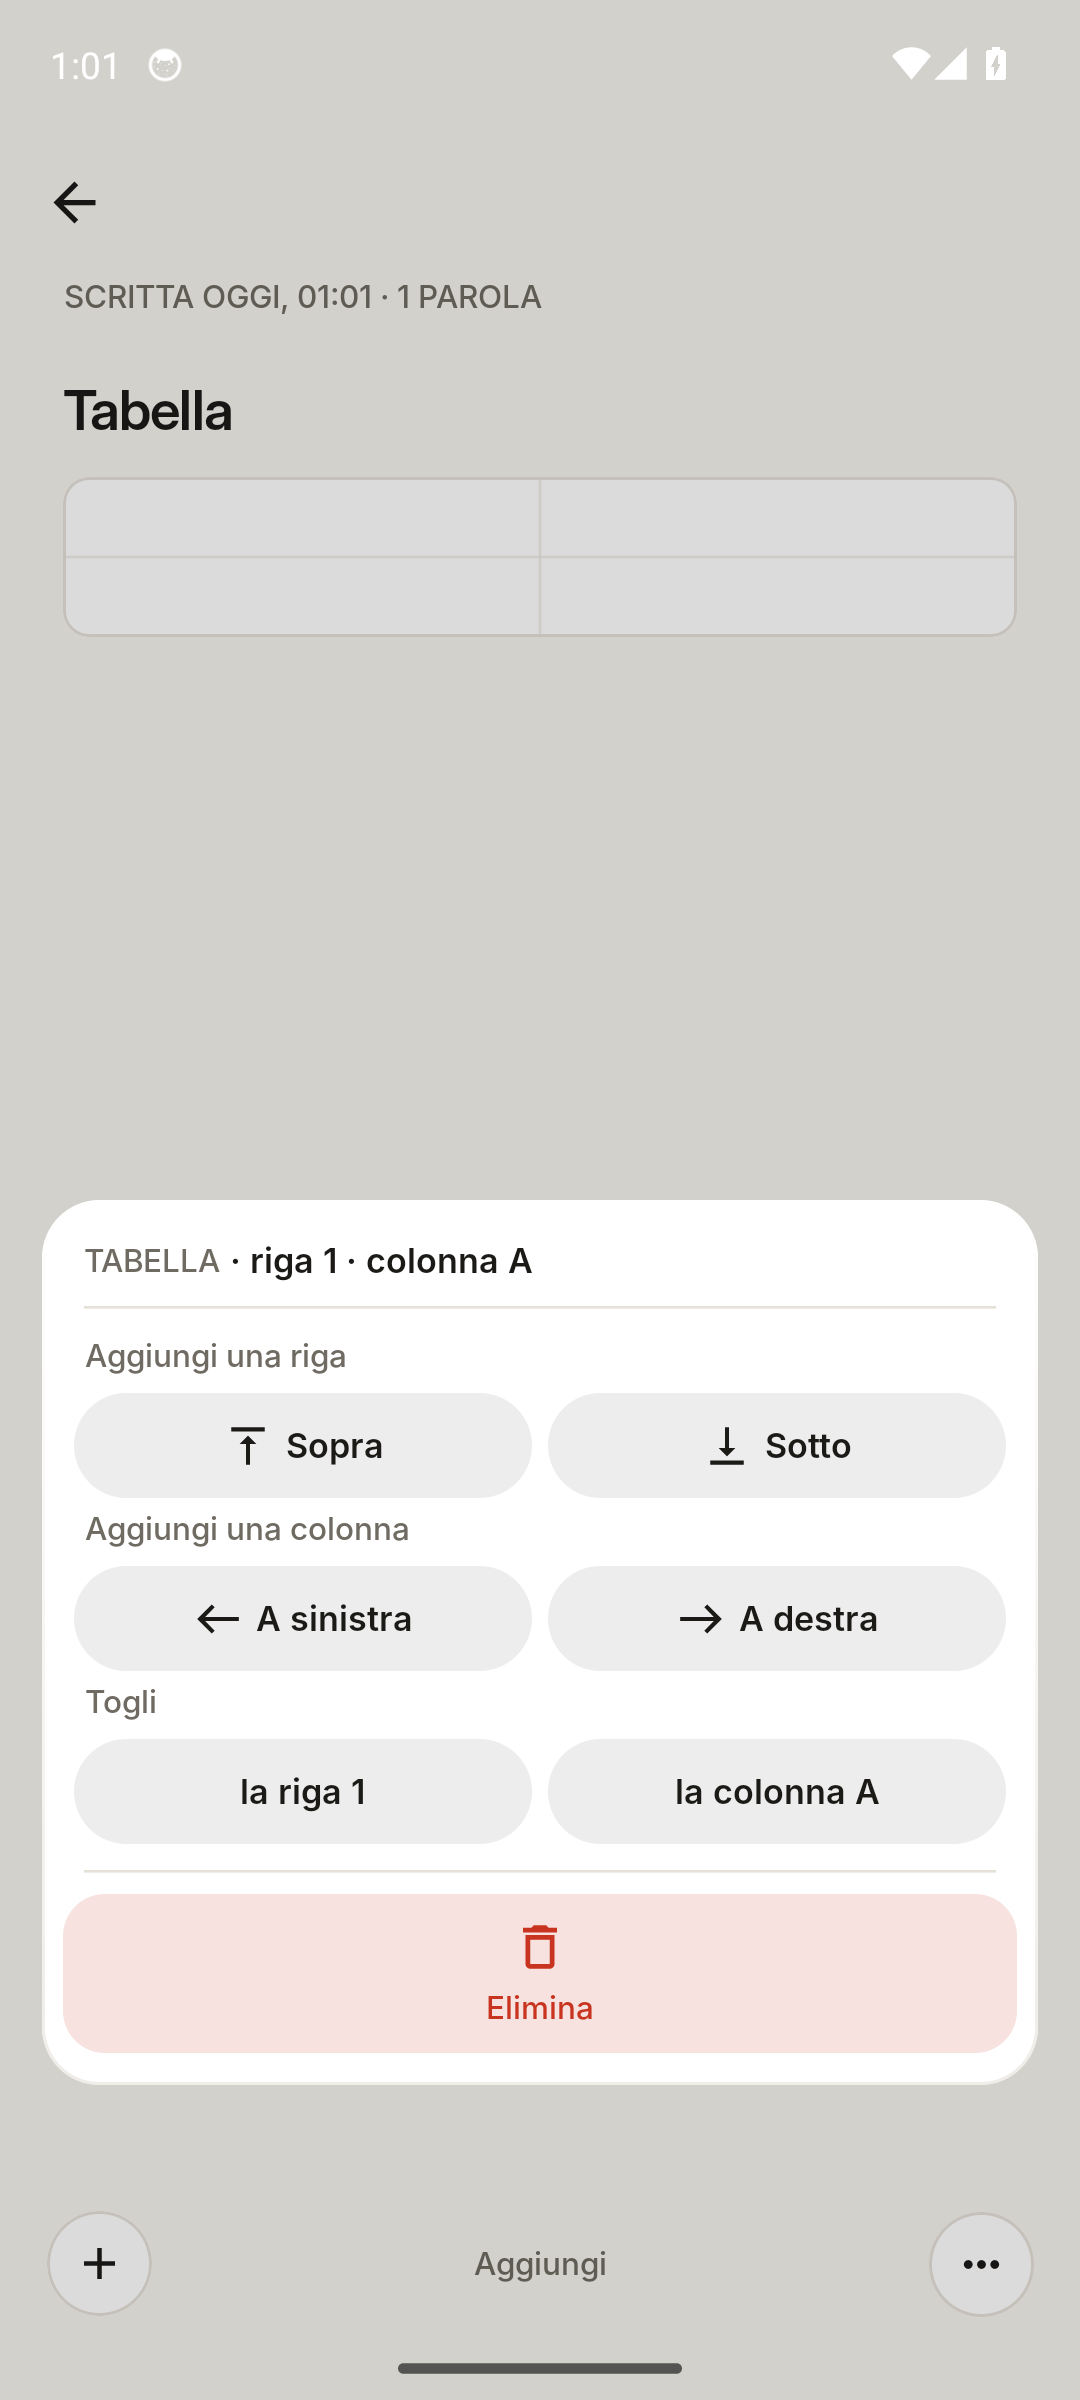 1:01
SCRITTA OGGI, 01:01 · 1 PAROLA
Tabella
TABELLA · riga 1 · colonna A
Aggiungi una riga
Sopra
Sotto
Aggiungi una colonna
A sinistra
A destra
Togli
la riga 1
la colonna A
Elimina
Aggiungi